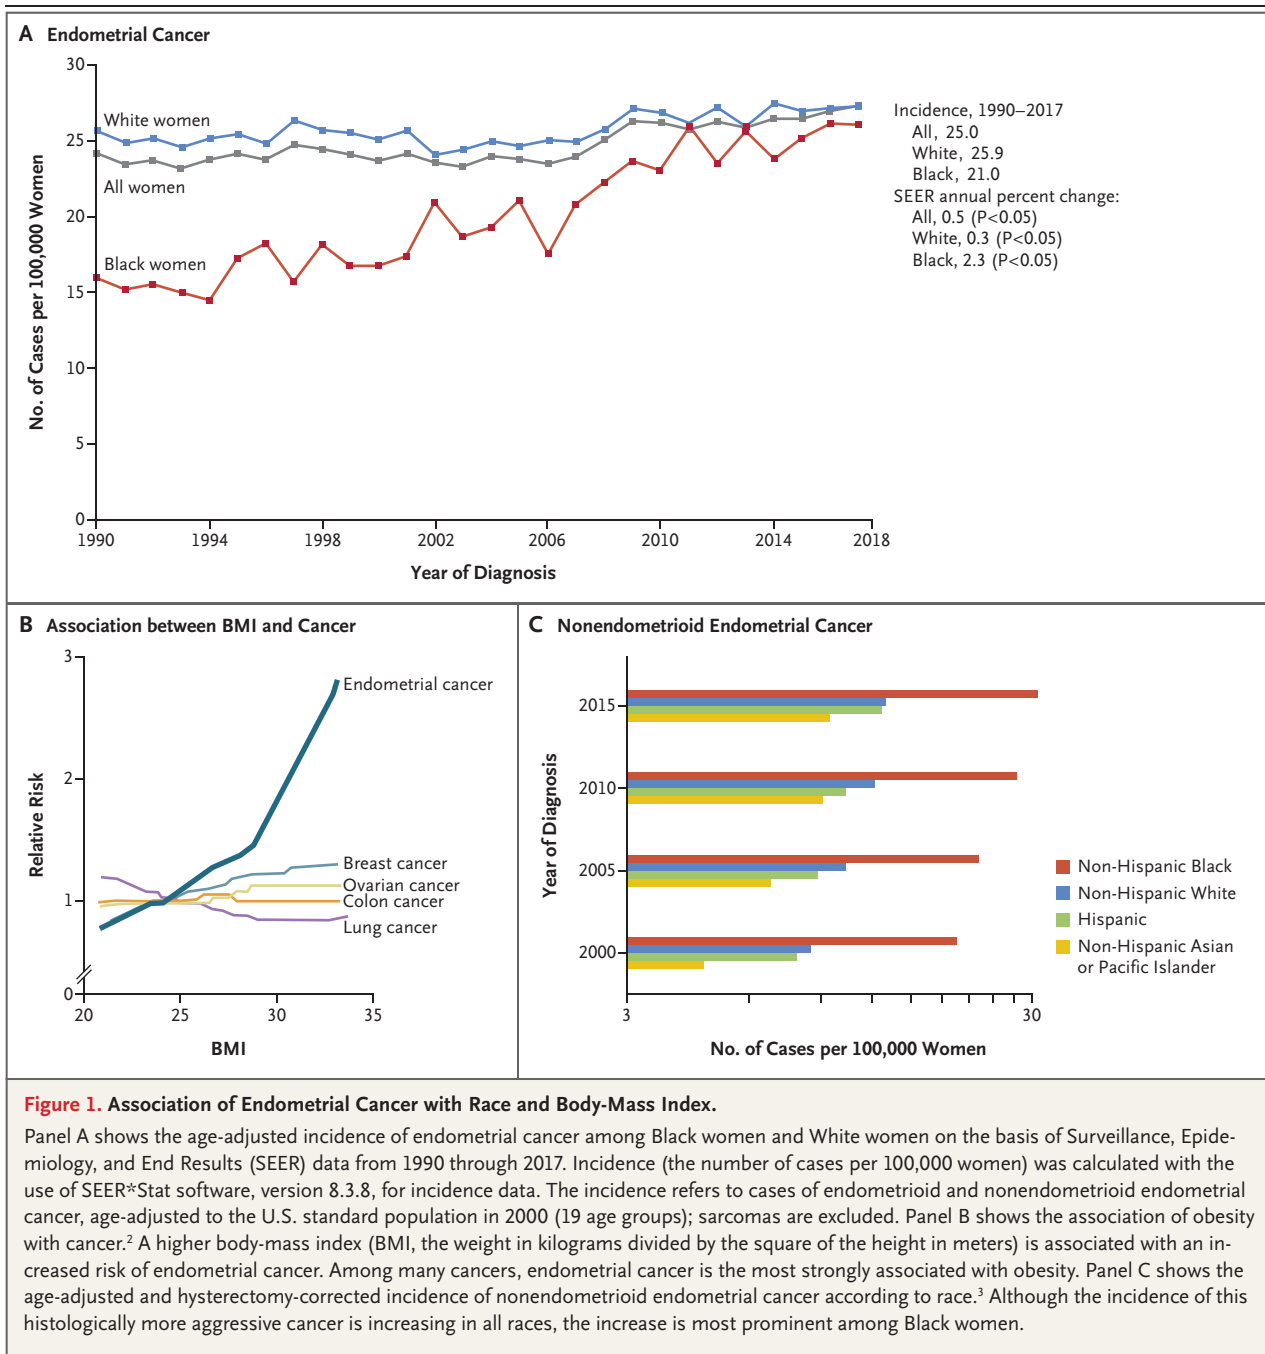 A Endometrial Cancer
No. of Cases per 100,000 Women
30
25
20
15
10
5
0
White women
All women
Black women
1990 1994 1998 2002 2006 2010 2014 2018
Year of Diagnosis
Incidence, 1990–2017
All, 25.0
White, 25.9
Black, 21.0
SEER annual percent change:
All, 0.5 (P<0.05)
White, 0.3 (P<0.05)
Black, 2.3 (P<0.05)
B Association between BMI and Cancer
Relative Risk
3
2
1
0
Endometrial cancer
Breast cancer
Ovarian cancer
Colon cancer
Lung cancer
20 25 30 35
BMI
C Nonendometrioid Endometrial Cancer
Year of Diagnosis
2015
2010
2005
2000
3 30
No. of Cases per 100,000 Women
Non-Hispanic Black
Non-Hispanic White
Hispanic
Non-Hispanic Asian
or Pacific Islander
Figure 1. Association of Endometrial Cancer with Race and Body-Mass Index.
Panel A shows the age-adjusted incidence of endometrial cancer among Black women and White women on the basis of Surveillance, Epide-
miology, and End Results (SEER) data from 1990 through 2017. Incidence (the number of cases per 100,000 women) was calculated with the
use of SEER*Stat software, version 8.3.8, for incidence data. The incidence refers to cases of endometrioid and nonendometrioid endometrial
cancer, age-adjusted to the U.S. standard population in 2000 (19 age groups); sarcomas are excluded. Panel B shows the association of obesity
with cancer.² A higher body-mass index (BMI, the weight in kilograms divided by the square of the height in meters) is associated with an in-
creased risk of endometrial cancer. Among many cancers, endometrial cancer is the most strongly associated with obesity. Panel C shows the
age-adjusted and hysterectomy-corrected incidence of nonendometrioid endometrial cancer according to race.³ Although the incidence of this
histologically more aggressive cancer is increasing in all races, the increase is most prominent among Black women.